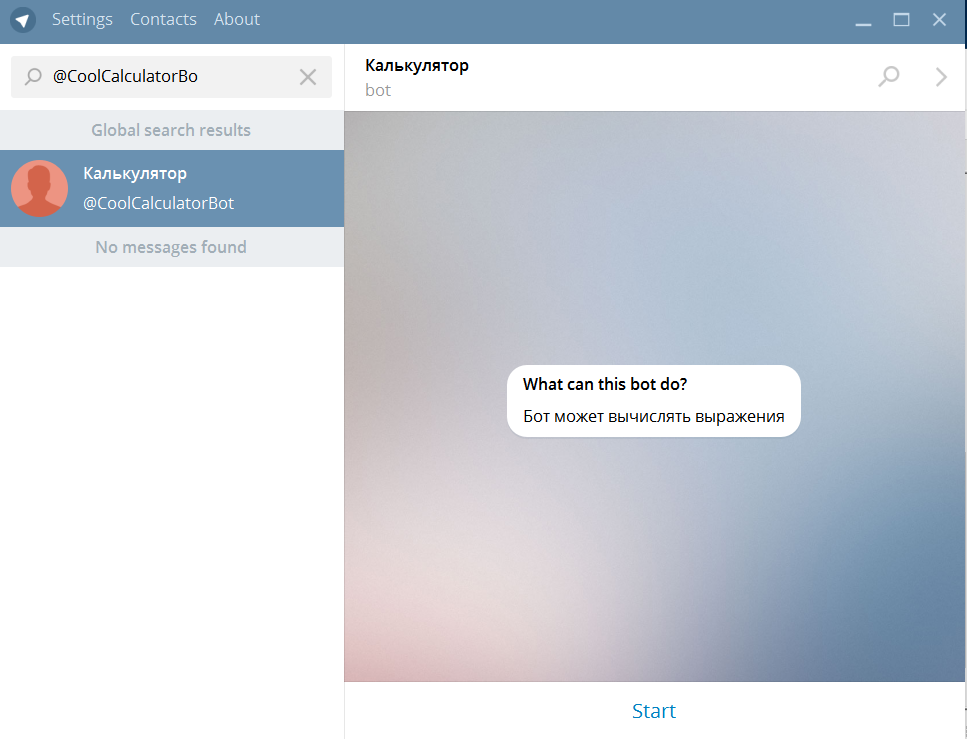 Settings Contacts About
@CoolCalculatorBo
Global search results
Калькулятор
@CoolCalculatorBot
No messages found
Калькулятор
bot
What can this bot do?
Бот может вычислять выражения
Start